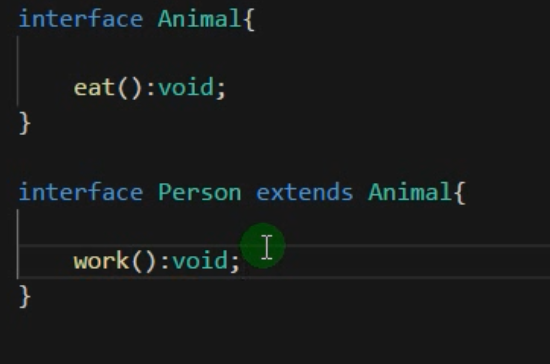 interface Animal{
eat():void;
}
interface Person extends Animal{
work():void;
}